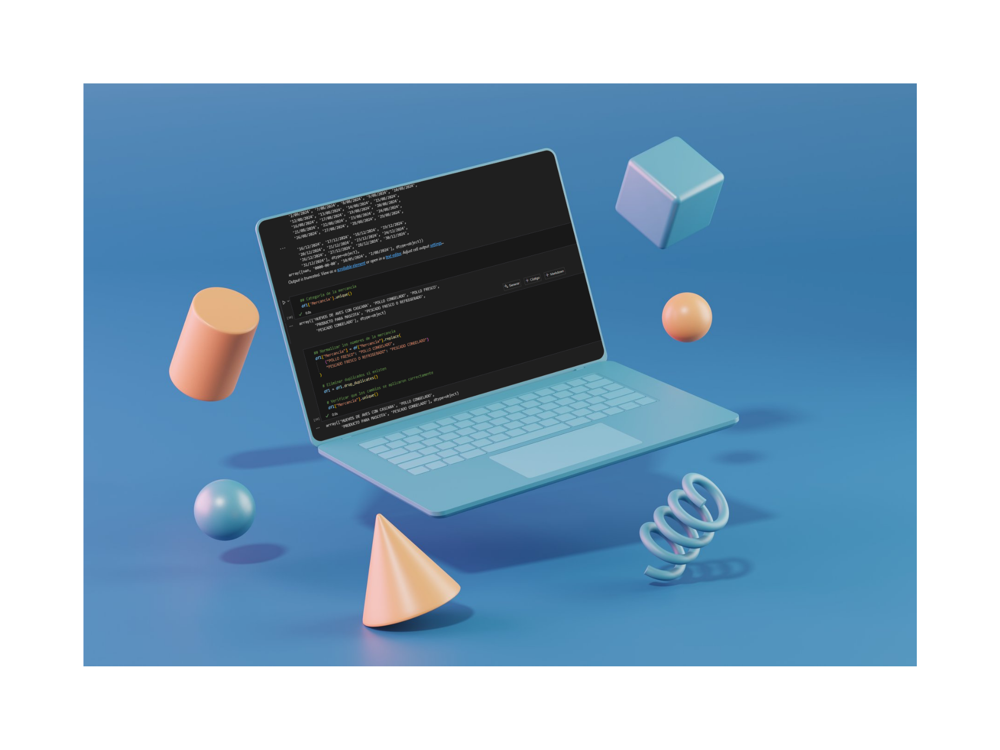 '2/09/2024', '7/08/2024', '8/08/2024', '9/08/2024', '10/08/2024',
'12/08/2024', '13/08/2024', '14/08/2024', '15/08/2024',
'16/08/2024', '17/08/2024', '19/08/2024', '20/08/2024',
'21/08/2024', '22/08/2024', '23/08/2024', '24/08/2024',
'26/08/2024', '27/08/2024', '28/08/2024', '29/08/2024',
...
'16/12/2024', '17/12/2024', '18/12/2024', '19/12/2024',
'20/12/2024', '21/12/2024', '23/12/2024', '24/12/2024',
'26/12/2024', '27/12/2024', '28/12/2024', '30/12/2024',
'31/12/2024'], dtype=object),
array([nan, '0000-00-00', '10/05/2024', '2/08/2024'], dtype=object))
Output is truncated. View as a scrollable element or open in a text editor. Adjust cell output settings...
## Categoria de la mercancia
df1['Mercancia'].unique()
0.0s
array(['HUEVOS DE AVES CON CASCARA', 'POLLO CONGELADO', 'POLLO FRESCO',
'PRODUCTO PARA MASCOTA', 'PESCADO FRESCO O REFRIGERADO',
'PESCADO CONGELADO'], dtype=object)
Generar + Código + Markdown
## Normalizar los nombres de la mercancia
df1["Mercancia"] = df["Mercancia"].replace(
{"POLLO FRESCO": "POLLO CONGELADO",
"PESCADO FRESCO O REFRIGERADO": "PESCADO CONGELADO"}
)
# Eliminar duplicados si existen
df1 = df1.drop_duplicates()
# Verificar que los cambios se aplicaron correctamente
df1["Mercancia"].unique()
0.0s
array(['HUEVOS DE AVES CON CASCARA', 'POLLO CONGELADO',
'PRODUCTO PARA MASCOTA', 'PESCADO CONGELADO'], dtype=object)